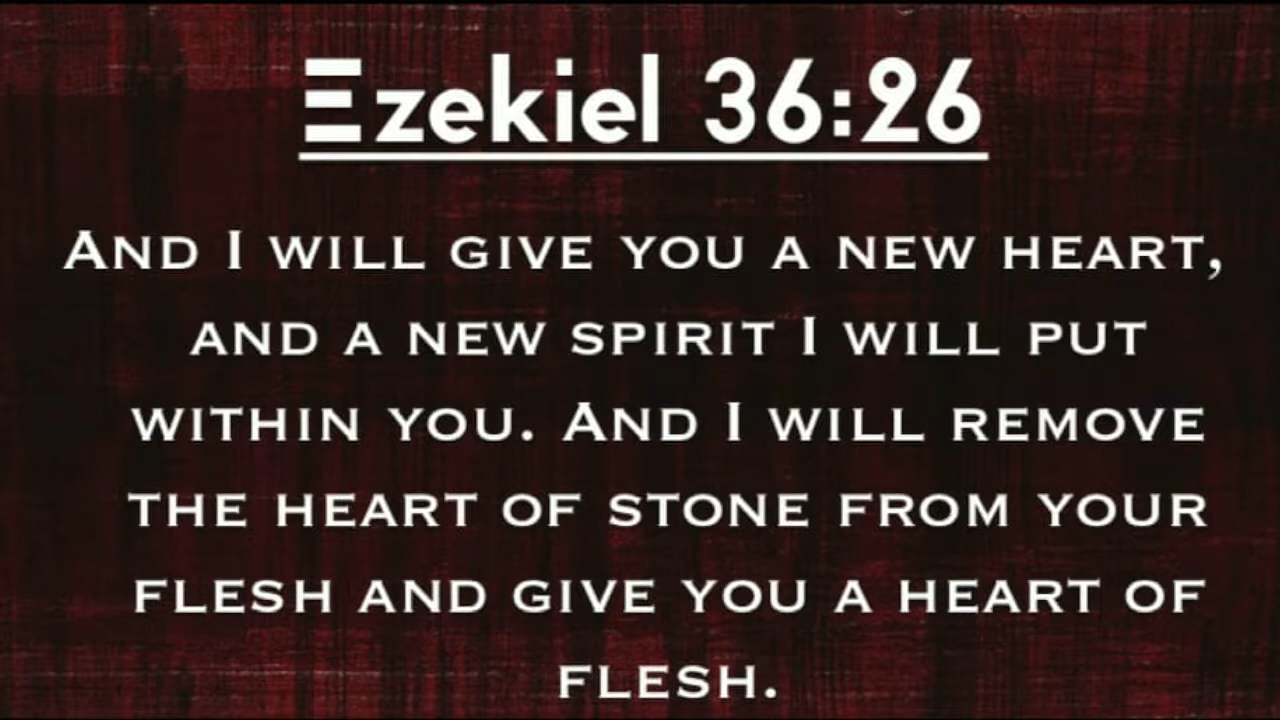 Ezekiel 36:26
And I will give you a new heart,
and a new spirit I will put
within you. And I will remove
the heart of stone from your
flesh and give you a heart of
flesh.